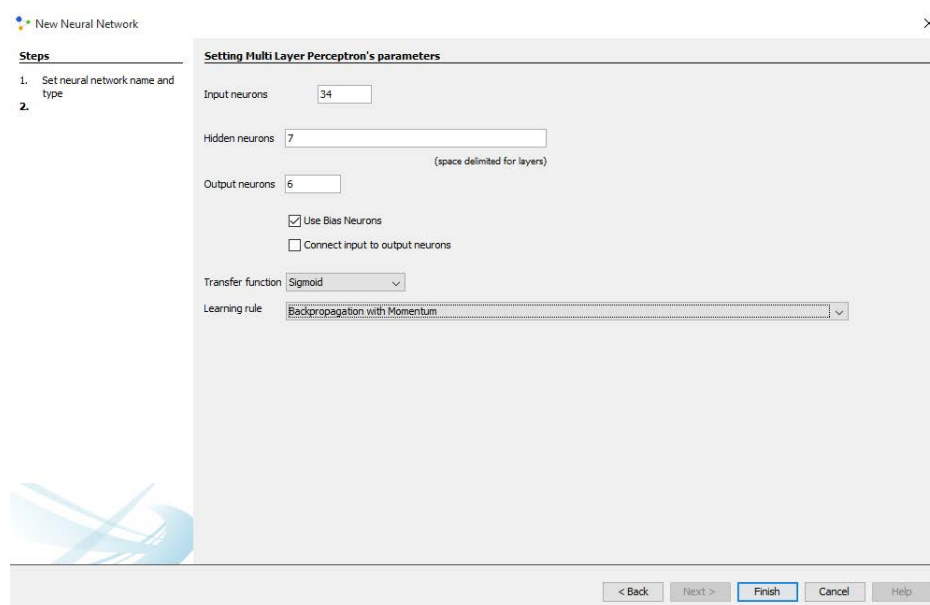 New Neural Network
Steps
1. Set neural network name and
type
2.
Setting Multi Layer Perceptron's parameters
Input neurons 34
Hidden neurons 7
(space delimited for layers)
Output neurons 6
Use Bias Neurons
Connect input to output neurons
Transfer function Sigmoid
Learning rule Backpropagation with Momentum
< Back Next > Finish Cancel Help